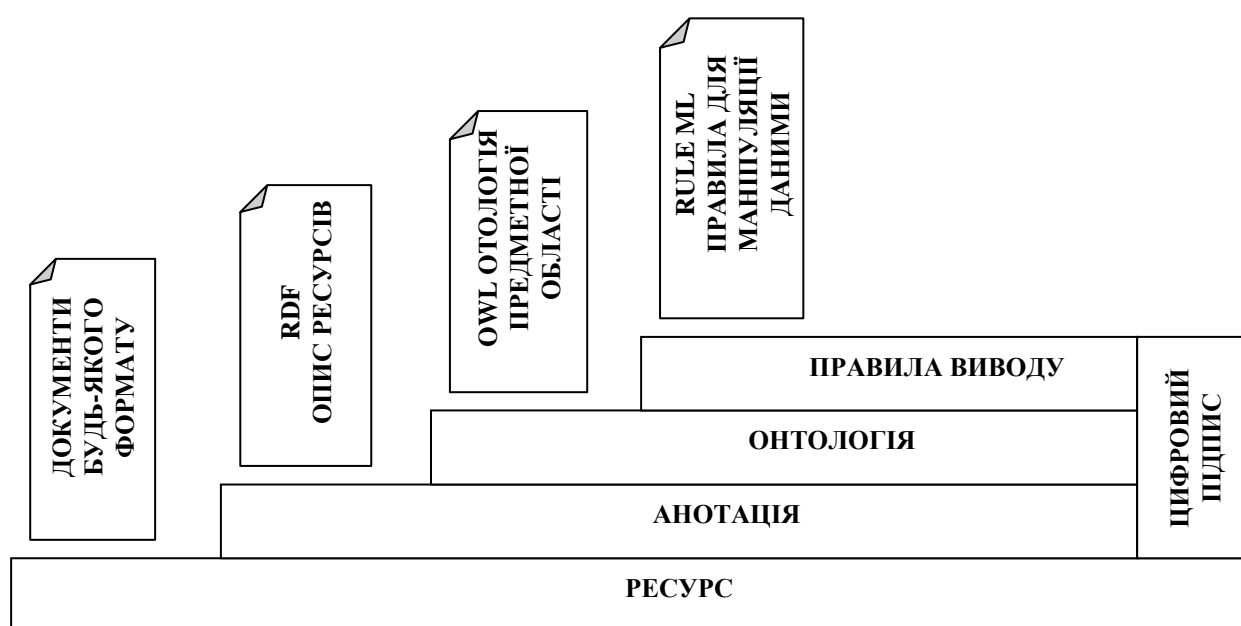 ДОКУМЕНТИ
БУДЬ-ЯКОГО
ФОРМАТУ
RDF
ОПИС РЕСУРСІВ
OWL ОТОЛОГІЯ
ПРЕДМЕТНОЇ
ОБЛАСТІ
RULE ML
ПРАВИЛА ДЛЯ
МАНІПУЛЯЦІЇ
ДАНИМИ
ПРАВИЛА ВИВОДУ
ОНТОЛОГІЯ
АНОТАЦІЯ
РЕСУРС
ЦИФРОВИЙ
ПІДПИС